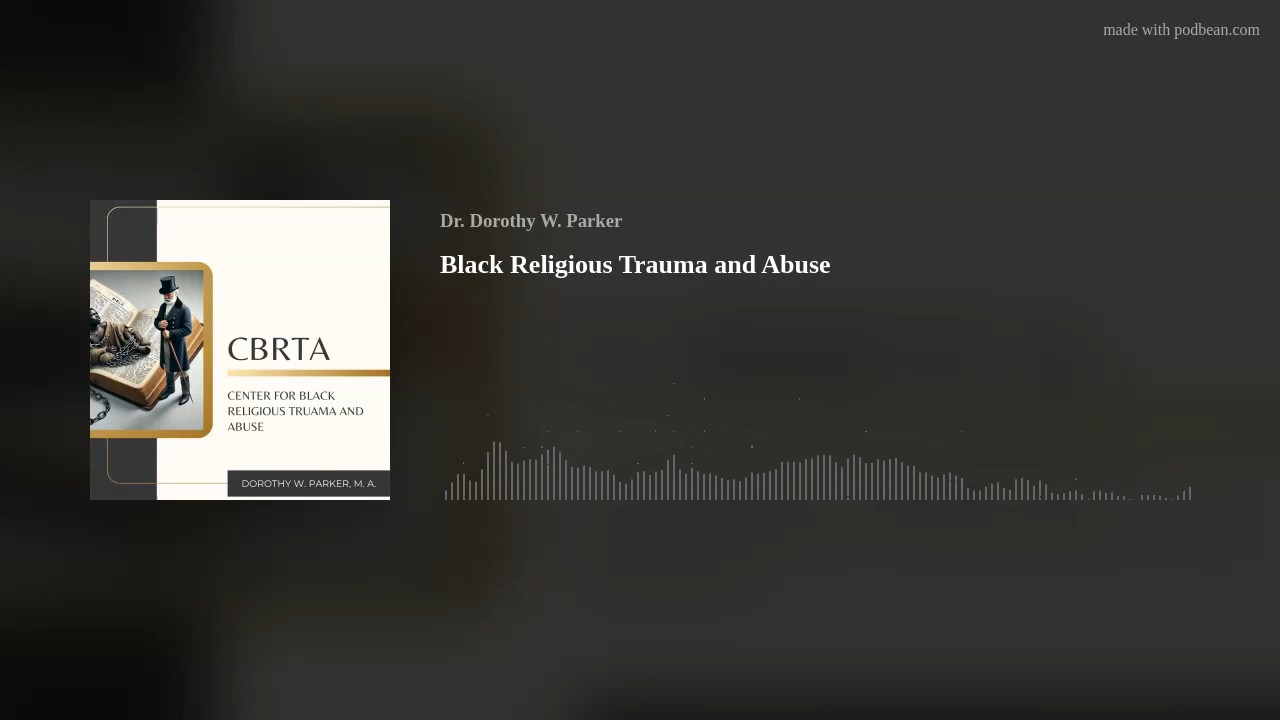 made with podbean.com
Dr. Dorothy W. Parker
Black Religious Trauma and Abuse
CBRTA
CENTER FOR BLACK
RELIGIOUS TRUAMA AND
ABUSE
DOROTHY W. PARKER, M. A.